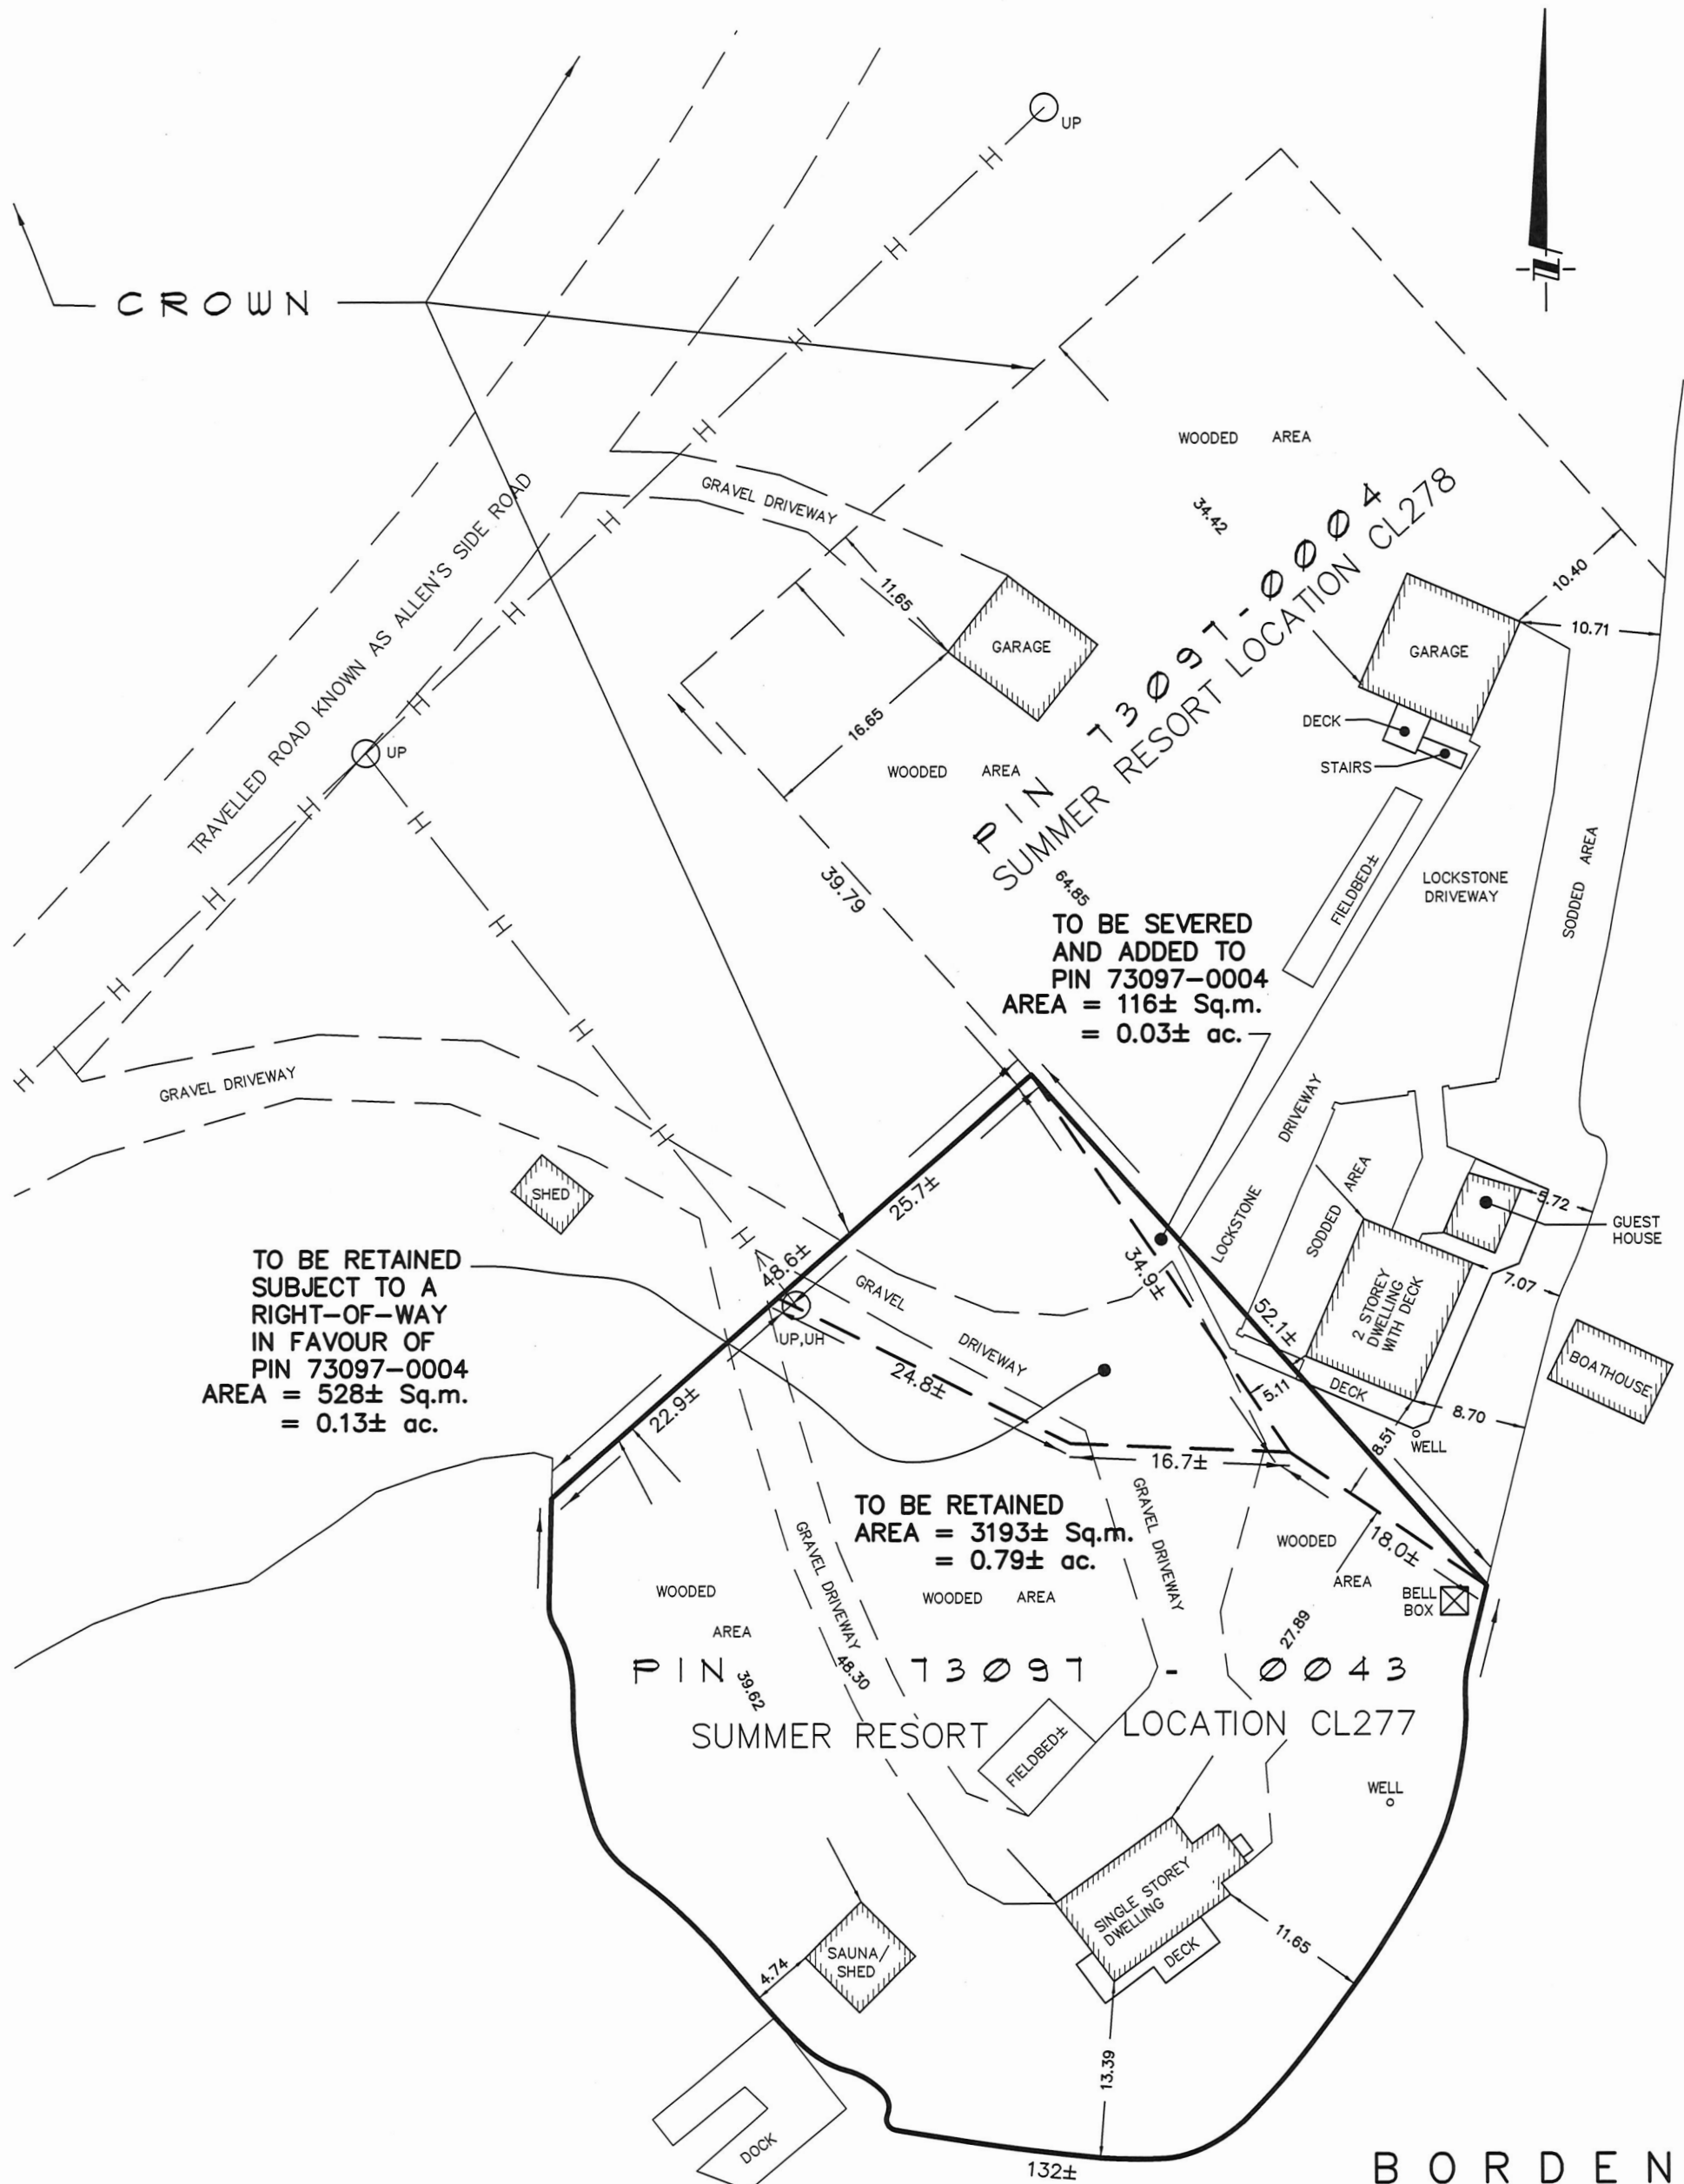 UP
CROWN
WOODED AREA
GRAVEL DRIVEWAY
34.42
TRAVELLED ROAD KNOWN AS ALLEN'S SIDE ROAD
11.65
GARAGE
PIN 73097-0004
SUMMER RESORT LOCATION CL278
10.40
10.71
GARAGE
16.65
DECK
STAIRS
UP
WOODED AREA
39.79
64.85
FIELDBED±
LOCKSTONE
DRIVEWAY
SODDED AREA
TO BE SEVERED
AND ADDED TO
PIN 73097-0004
AREA = 116± Sq.m.
= 0.03± ac.
GRAVEL DRIVEWAY
LOCKSTONE DRIVEWAY
SODDED AREA
SHED
25.7±
48.6±
34.9±
5.72
GUEST
HOUSE
7.07
2 STOREY
DWELLING
WITH DECK
52.1±
BOATHOUSE
TO BE RETAINED
SUBJECT TO A
RIGHT-OF-WAY
IN FAVOUR OF
PIN 73097-0004
AREA = 528± Sq.m.
= 0.13± ac.
GRAVEL DRIVEWAY
UP,UH
24.8±
22.9±
5.11
DECK
8.70
8.51
WELL
16.7±
TO BE RETAINED
AREA = 3193± Sq.m.
= 0.79± ac.
GRAVEL DRIVEWAY
GRAVEL DRIVEWAY
WOODED
AREA
18.0±
BELL
BOX
WOODED
AREA
WOODED AREA
27.89
39.62
48.30
PIN 73097 - 0043
SUMMER RESORT LOCATION CL277
FIELDBED±
WELL
SINGLE STOREY
DWELLING
DECK
11.65
SAUNA/
SHED
4.74
13.39
DOCK
132±
BORDEN
H H H H H H H H H H H H
H H H H H